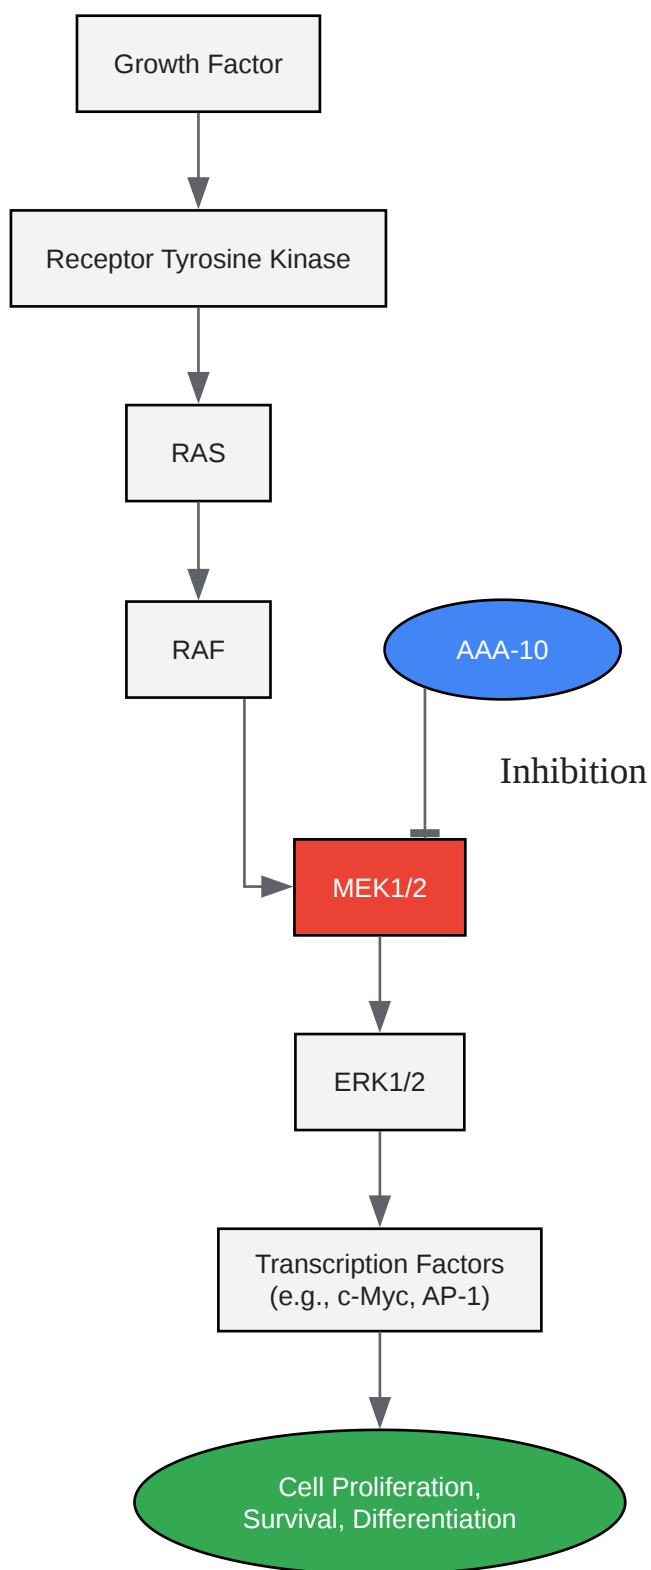 Growth Factor
Receptor Tyrosine Kinase
RAS
RAF
AAA-10
Inhibition
MEK1/2
ERK1/2
Transcription Factors
(e.g., c-Myc, AP-1)
Cell Proliferation,
Survival, Differentiation